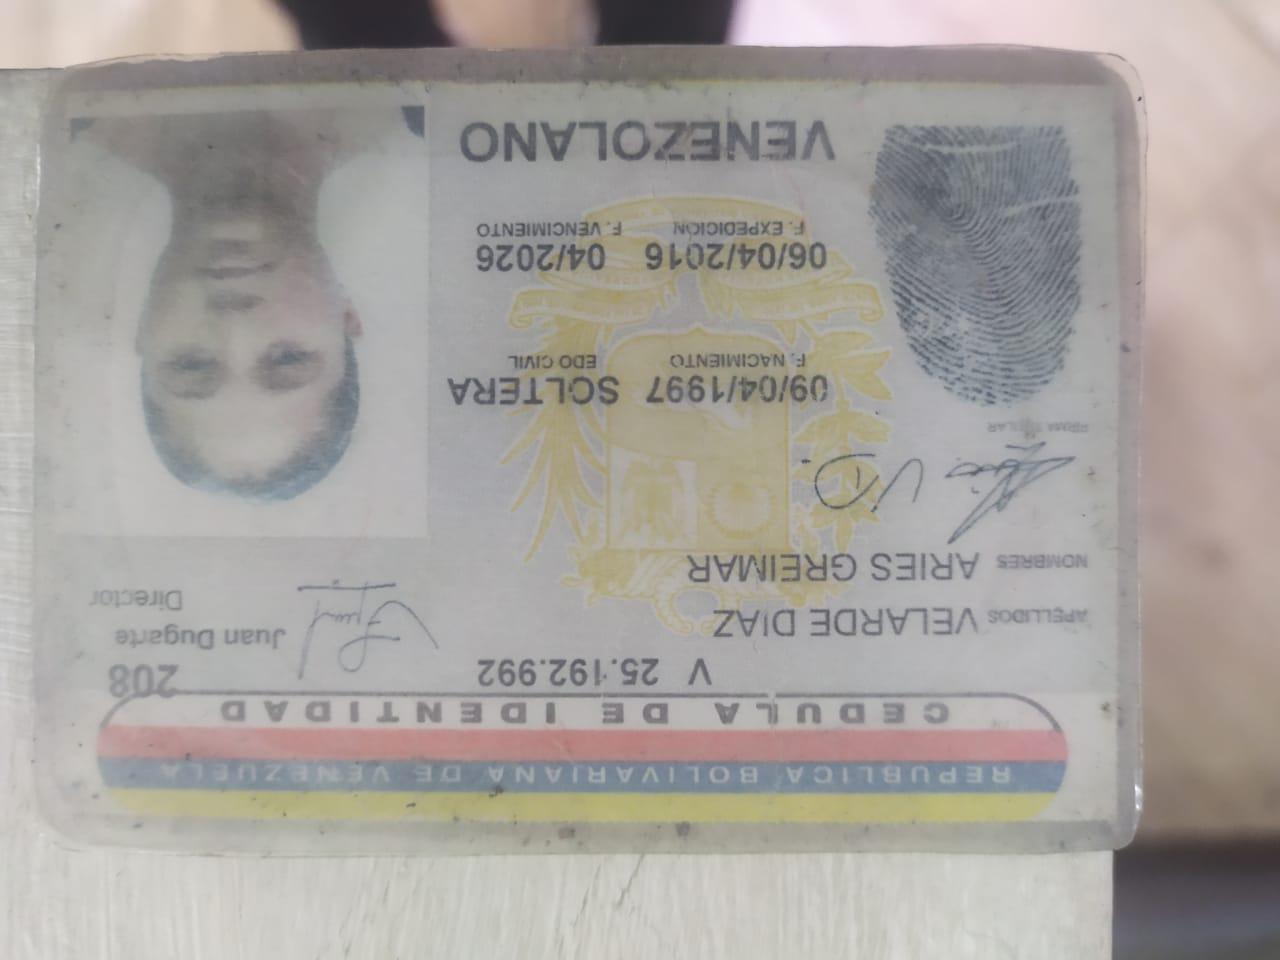 REPUBLICA BOLIVARIANA DE VENEZUELA
CEDULA DE IDENTIDAD
V 25.192.992
208
APELLIDOS VELARDE DIAZ
Juan Dugarte
Director
NOMBRES ARIES GREIMAR
FIRMA TITULAR
09/04/1997 SOLTERA
F. NACIMIENTO EDO CIVIL
06/04/2016 04/2026
F. EXPEDICION F. VENCIMIENTO
VENEZOLANO